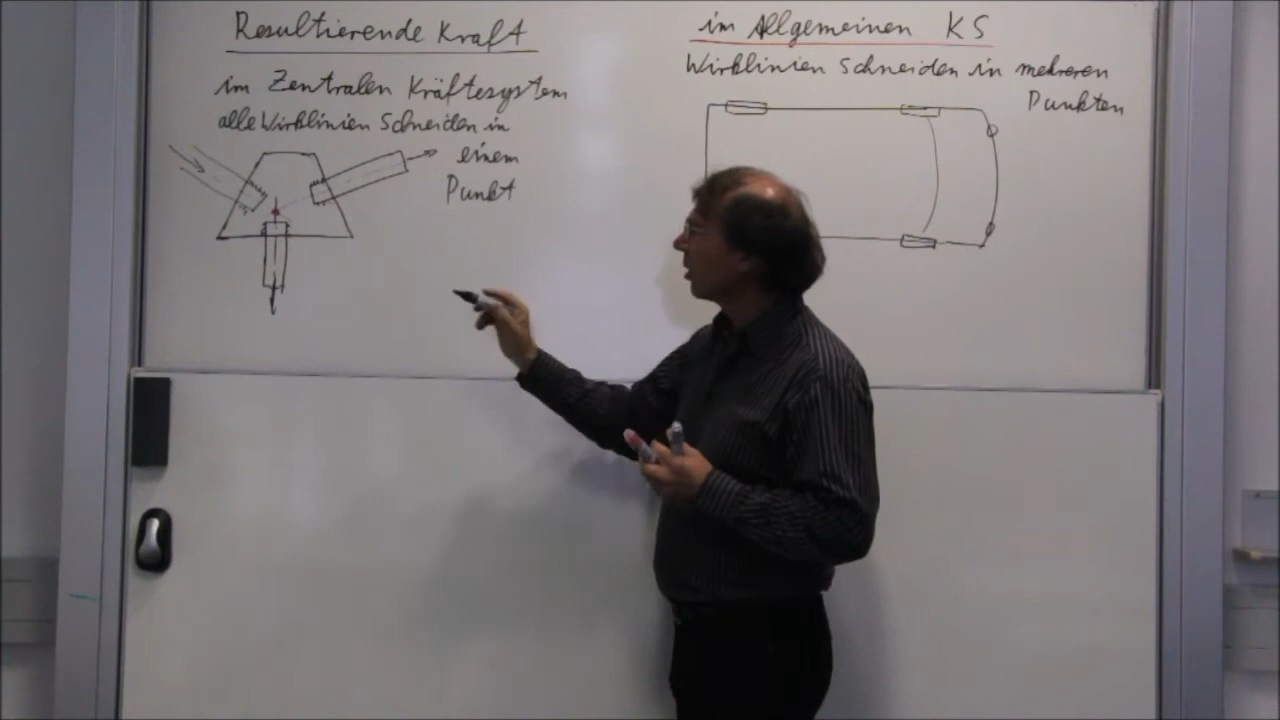 Resultierende Kraft
im Zentralen Kräftesystem
alle Wirklinien Schneiden in
einem
Punkt
im Allgemeinen KS
Wirklinien Schneiden in mehreren
Punkten